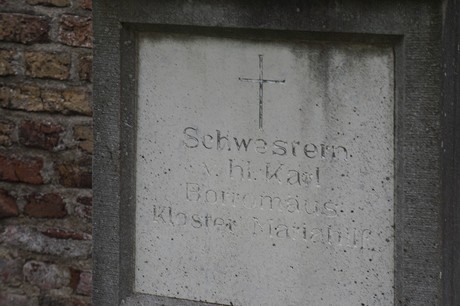 Schwestern
v. hl. Karl
Borromäus
Kloster Mariahilf